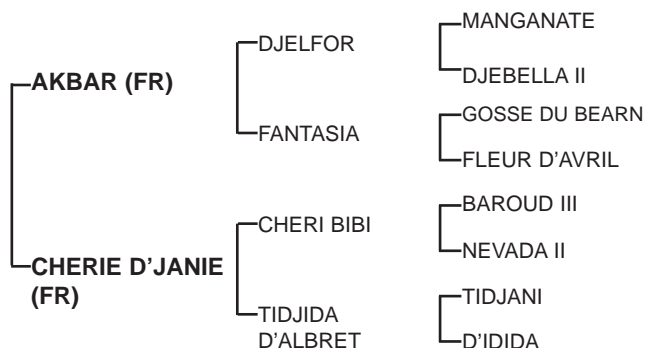 AKBAR (FR)
CHERIE D'JANIE
(FR)
DJELFOR
FANTASIA
CHERI BIBI
TIDJIDA
D'ALBRET
MANGANATE
DJEBELLA II
GOSSE DU BEARN
FLEUR D'AVRIL
BAROUD III
NEVADA II
TIDJANI
D'IDIDA